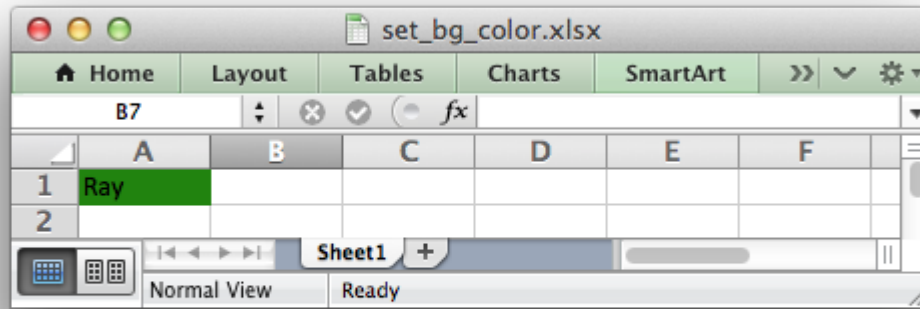 set_bg_color.xlsx
Home Layout Tables Charts SmartArt
B7 fx
A B C D E F
1 Ray
2
Sheet1 +
Normal View Ready